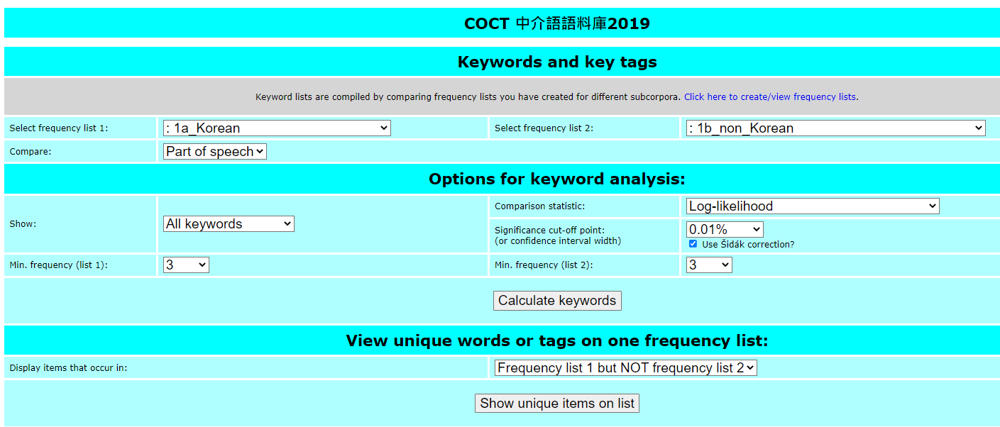 COCT 中介語語料庫2019
Keywords and key tags
Keyword lists are compiled by comparing frequency lists you have created for different subcorpora. Click here to create/view frequency lists.
Select frequency list 1: : 1a_Korean Select frequency list 2: : 1b_non_Korean
Compare: Part of speech
Options for keyword analysis:
Show: All keywords
Comparison statistic: Log-likelihood
Significance cut-off point:
(or confidence interval width)
0.01%
Use Šidák correction?
Min. frequency (list 1): 3 Min. frequency (list 2): 3
Calculate keywords
View unique words or tags on one frequency list:
Display items that occur in: Frequency list 1 but NOT frequency list 2
Show unique items on list